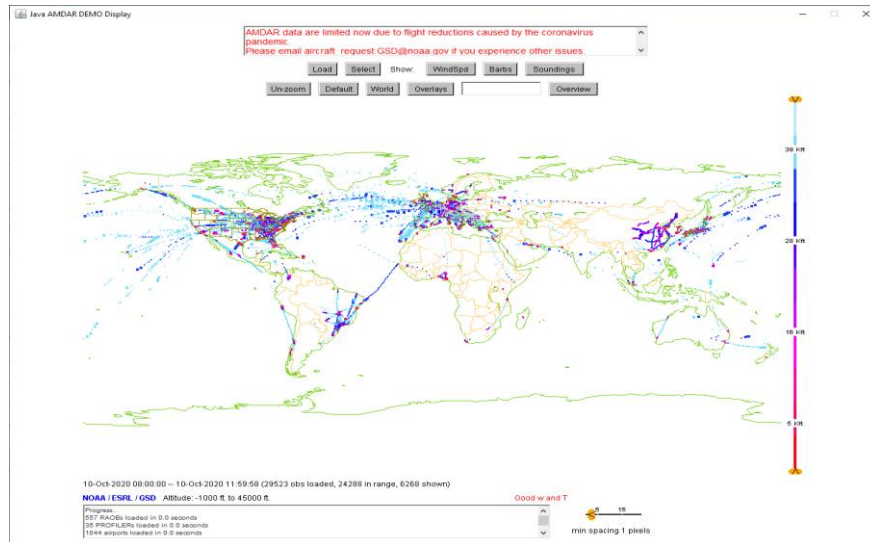 Java AMDAR DEMO Display
AMDAR data are limited now due to flight reductions caused by the coronavirus
pandemic.
Please email aircraft_request.GSD@noaa.gov if you experience other issues.
Load Select Show: WindSpd Barbs Soundings
Un-zoom Default World Overlays Overview
39 Kft
28 Kft
16 Kft
5 Kft
10-Oct-2020 08:00:00 -- 10-Oct-2020 11:59:58 (29523 obs loaded, 24288 in range, 6268 shown)
NOAA / ESRL / GSD Altitude: -1000 ft. to 45000 ft. Good w and T
Progress...
557 RAOBs loaded in 0.0 seconds
35 PROFILERs loaded in 0.0 seconds
1944 airports loaded in 0.0 seconds
5 15
min spacing 1 pixels